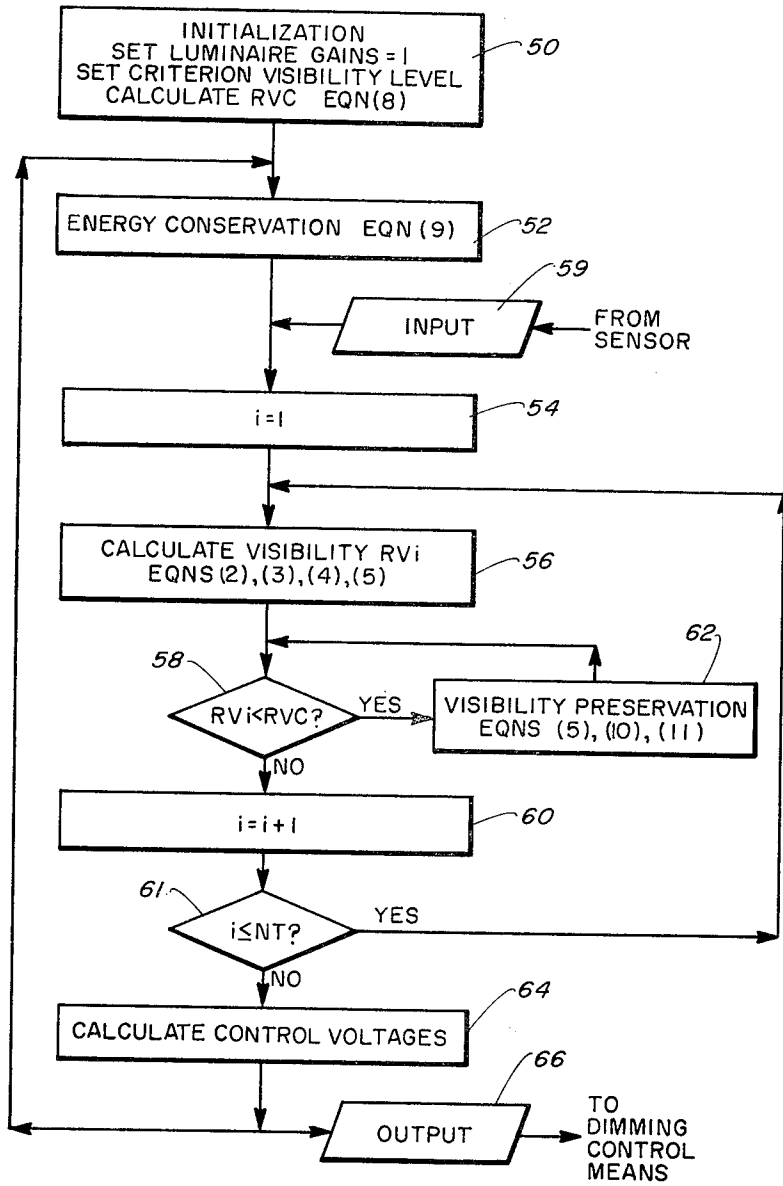 INITIALIZATION
SET LUMINAIRE GAINS = 1
SET CRITERION VISIBILITY LEVEL
CALCULATE RVC EQN(8)
50
ENERGY CONSERVATION EQN (9)
52
59
INPUT
FROM
SENSOR
i=1
54
CALCULATE VISIBILITY RVi
EQNS(2),(3),(4),(5)
56
58
RVi<RVC?
YES
62
VISIBILITY PRESERVATION
EQNS (5), (10), (11)
NO
i=i+1
60
61
i≤NT?
YES
NO
CALCULATE CONTROL VOLTAGES
64
66
OUTPUT
TO
DIMMING
CONTROL
MEANS